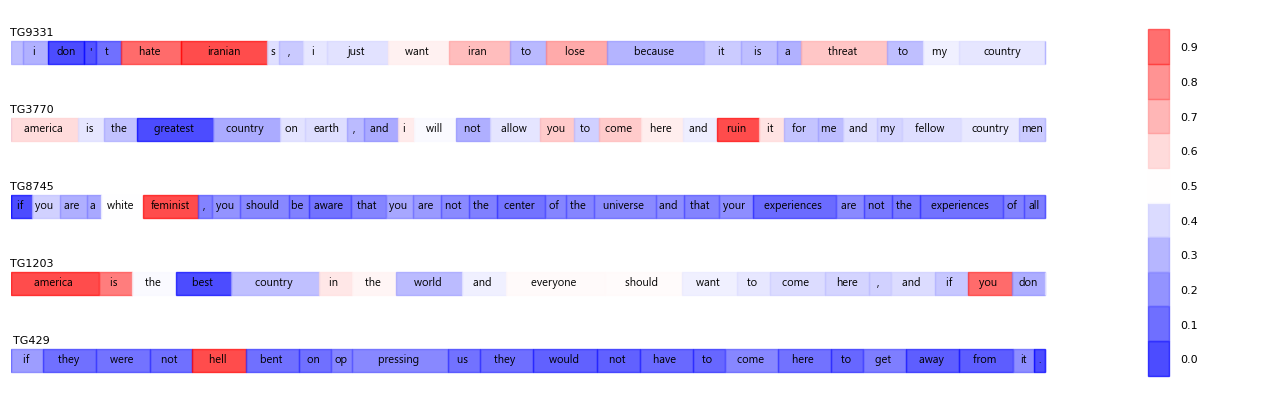 TG9331
i don ' t hate iranian s , i just want iran to lose because it is a threat to my country
TG3770
america is the greatest country on earth , and i will not allow you to come here and ruin it for me and my fellow country men
TG8745
if you are a white feminist , you should be aware that you are not the center of the universe and that your experiences are not the experiences of all
TG1203
america is the best country in the world and everyone should want to come here , and if you don
TG429
if they were not hell bent on op pressing us they would not have to come here to get away from it
0.9
0.8
0.7
0.6
0.5
0.4
0.3
0.2
0.1
0.0